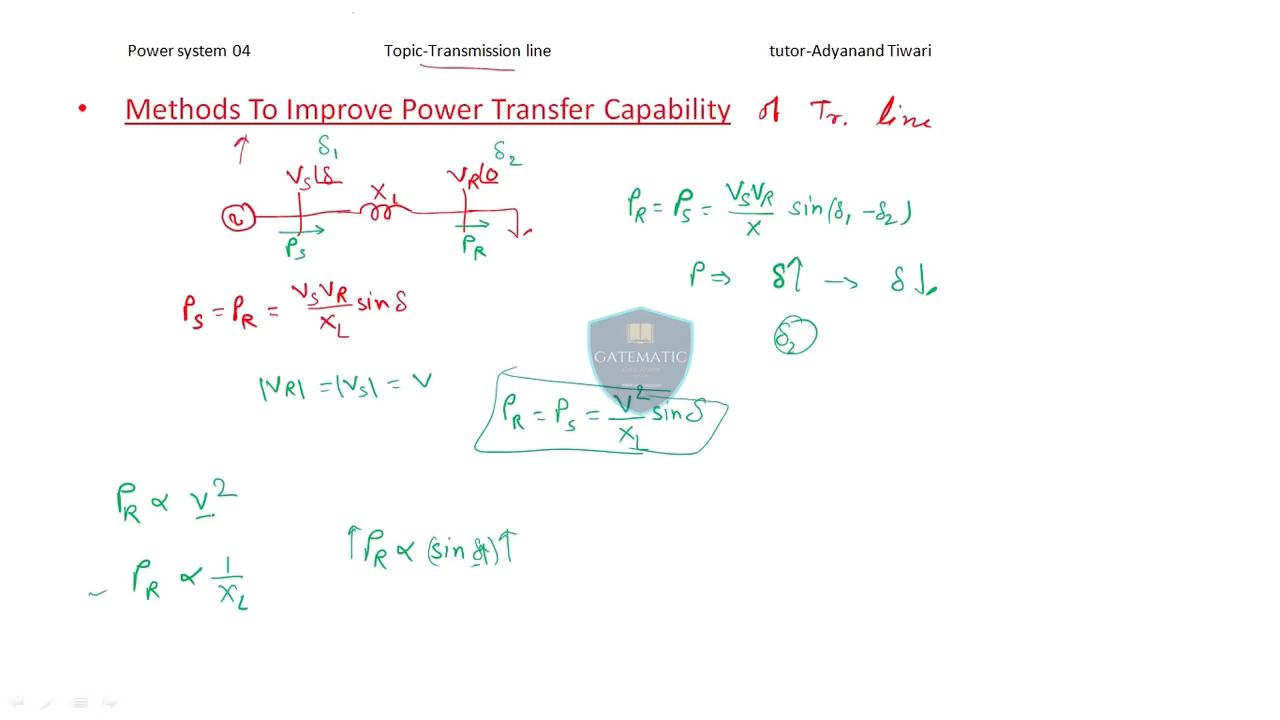 Power system 04 Topic-Transmission line tutor-Adyanand Tiwari
• Methods To Improve Power Transfer Capability of Tr. line
δ₁ δ₂
V_S∠δ X_L V_R∠0
P_S P_R
P_R = P_S = V_S V_R / X sin(δ₁ - δ₂)
P ⇒ δ↑ → δ↓
δ₂
P_S = P_R = V_S V_R / X_L sin δ
GATEMATIC
EDUCATION
|V_R| = |V_S| = V
P_R = P_S = V² / X_L sin δ
P_R ∝ V²
↑P_R ∝ (sin δ↑)↑
P_R ∝ 1 / X_L